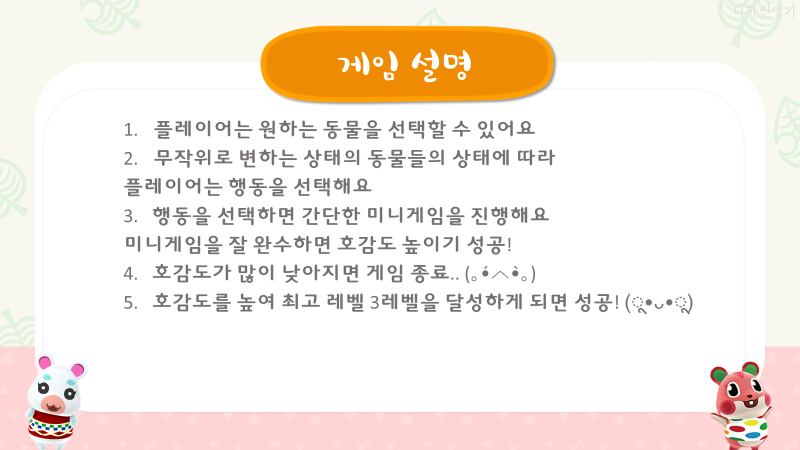 디자인일기
게임 설명
1. 플레이어는 원하는 동물을 선택할 수 있어요
2. 무작위로 변하는 상태의 동물들의 상태에 따라
플레이어는 행동을 선택해요
3. 행동을 선택하면 간단한 미니게임을 진행해요
미니게임을 잘 완수하면 호감도 높이기 성공!
4. 호감도가 많이 낮아지면 게임 종료.. (｡•́︿•̀｡)
5. 호감도를 높여 최고 레벨 3레벨을 달성하게 되면 성공! (ૂ•ᴗ•ૂ)